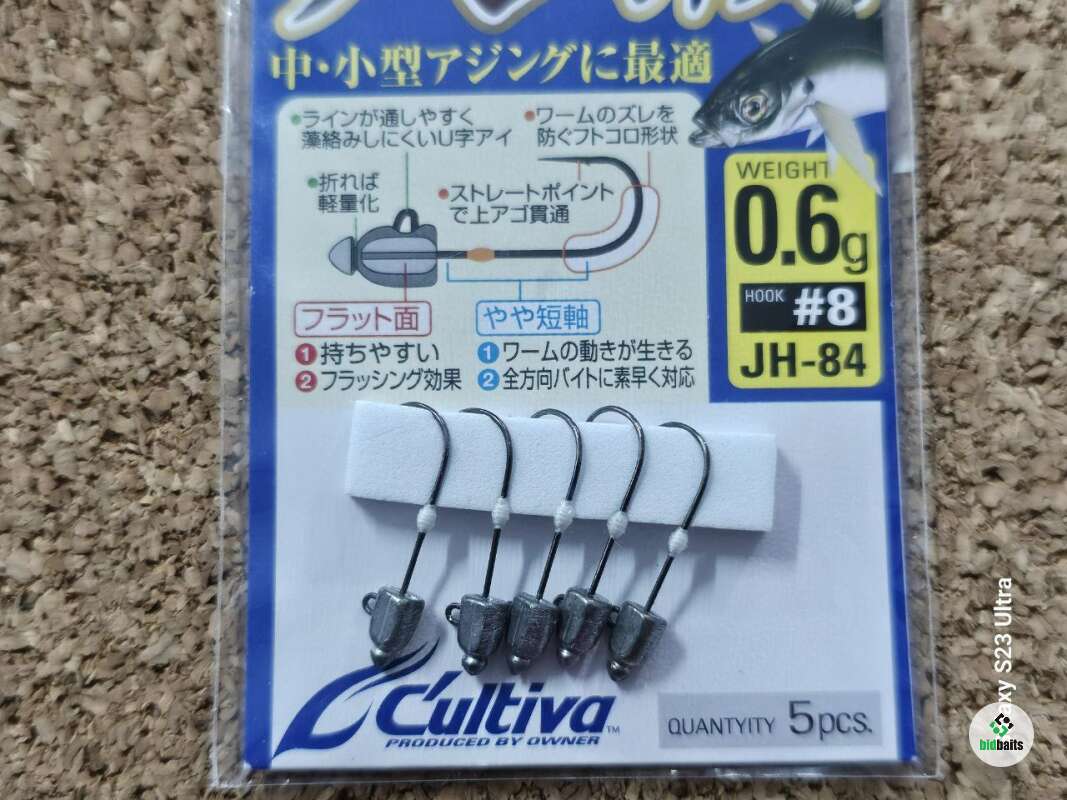 中・小型アジングに最適
•ラインが通しやすく
藻絡みしにくいU字アイ
•ワームのズレを
防ぐフトコロ形状
•折れば
軽量化
•ストレートポイント
で上アゴ貫通
WEIGHT
0.6g
HOOK #8
JH-84
フラット面
1 持ちやすい
2 フラッシング効果
やや短軸
1 ワームの動きが生きる
2 全方向バイトに素早く対応
C'ultiva™
PRODUCED BY OWNER
QUANTYITY 5pcs.
axy S23 Ultra
bidbaits